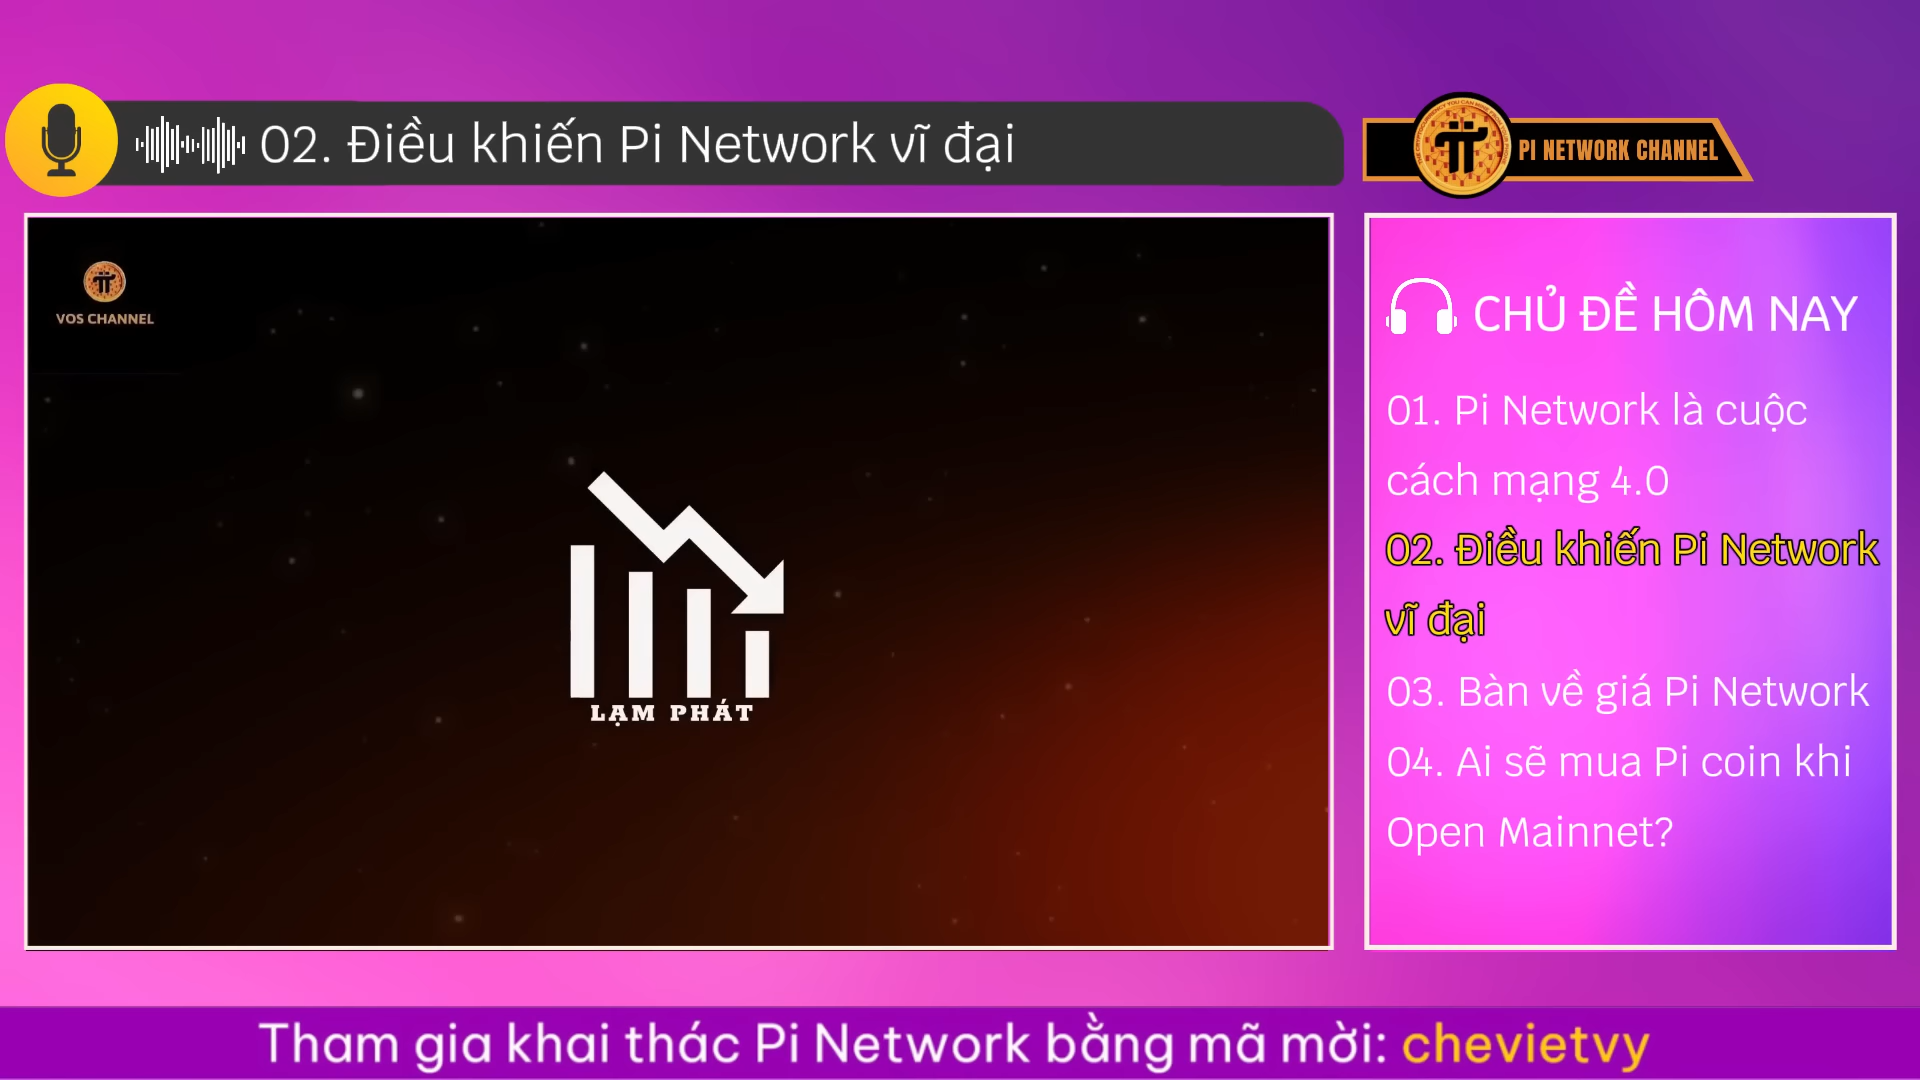 02. Điều khiến Pi Network vĩ đại
PI NETWORK CHANNEL
VOS CHANNEL
LẠM PHÁT
CHỦ ĐỀ HÔM NAY
01. Pi Network là cuộc
cách mạng 4.0
02. Điều khiến Pi Network
vĩ đại
03. Bàn về giá Pi Network
04. Ai sẽ mua Pi coin khi
Open Mainnet?
Tham gia khai thác Pi Network bằng mã mời: chevietvy